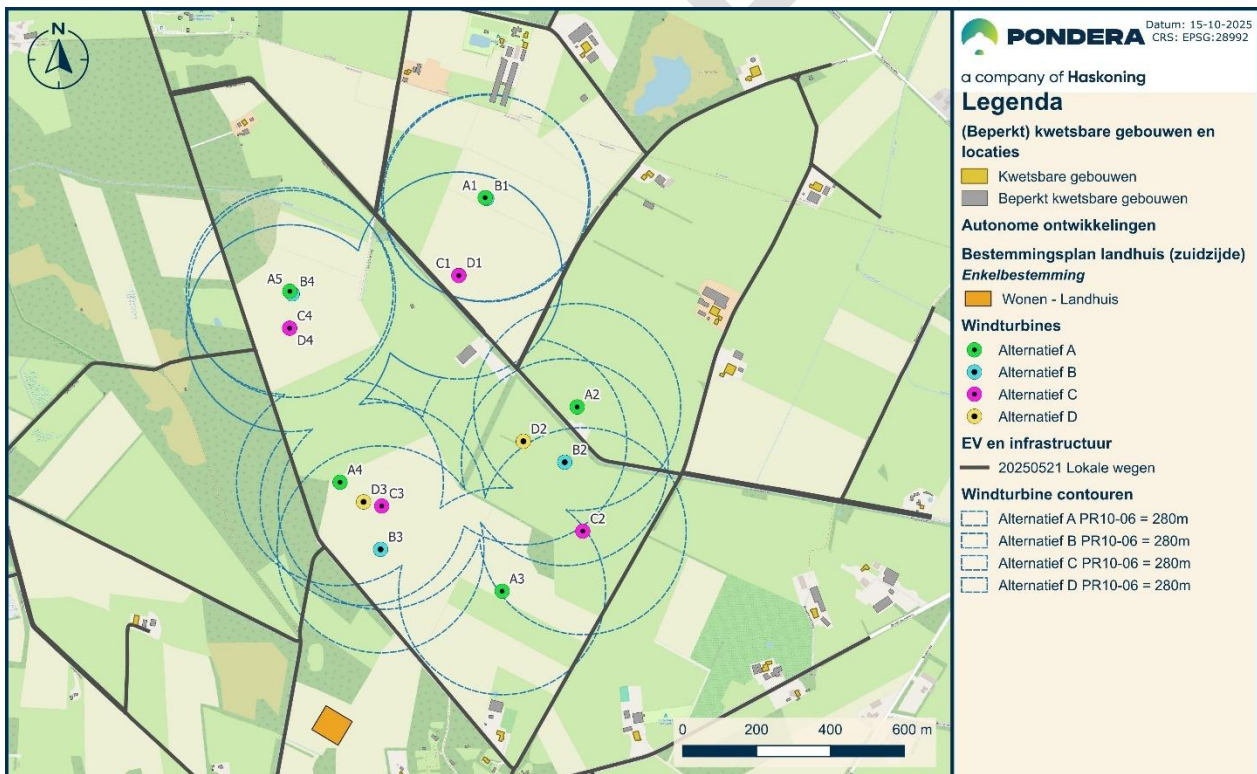 N
A1 B1
C1 D1
A5 B4
C4
D4
A2
D2
B2
A4
D3 C3
C2
B3
A3
0 200 400 600 m
PONDERA
Datum: 15-10-2025
CRS: EPSG:28992
a company of Haskoning
Legenda
(Beperkt) kwetsbare gebouwen en
locaties
Kwetsbare gebouwen
Beperkt kwetsbare gebouwen
Autonome ontwikkelingen
Bestemmingsplan landhuis (zuidzijde)
Enkelbestemming
Wonen - Landhuis
Windturbines
Alternatief A
Alternatief B
Alternatief C
Alternatief D
EV en infrastructuur
20250521 Lokale wegen
Windturbine contouren
Alternatief A PR10-06 = 280m
Alternatief B PR10-06 = 280m
Alternatief C PR10-06 = 280m
Alternatief D PR10-06 = 280m